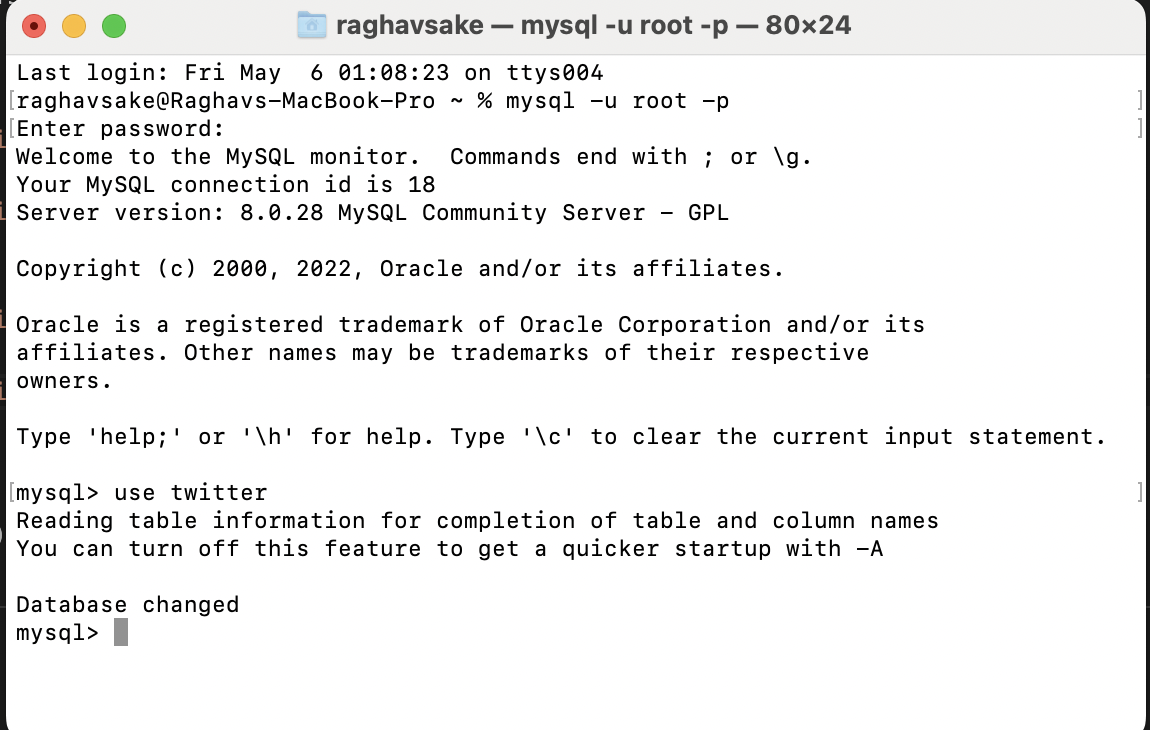 raghavsake — mysql -u root -p — 80×24
Last login: Fri May  6 01:08:23 on ttys004
[raghavsake@Raghavs-MacBook-Pro ~ % mysql -u root -p ]
[Enter password: ]
Welcome to the MySQL monitor.  Commands end with ; or \g.
Your MySQL connection id is 18
Server version: 8.0.28 MySQL Community Server - GPL

Copyright (c) 2000, 2022, Oracle and/or its affiliates.

Oracle is a registered trademark of Oracle Corporation and/or its
affiliates. Other names may be trademarks of their respective
owners.

Type 'help;' or '\h' for help. Type '\c' to clear the current input statement.

[mysql> use twitter ]
Reading table information for completion of table and column names
You can turn off this feature to get a quicker startup with -A

Database changed
mysql>